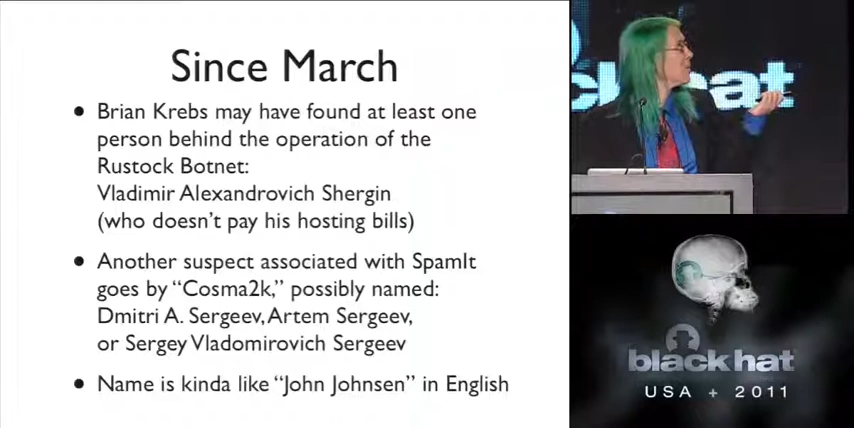 Since March
• Brian Krebs may have found at least one
person behind the operation of the
Rustock Botnet:
Vladimir Alexandrovich Shergin
(who doesn't pay his hosting bills)
• Another suspect associated with SpamIt
goes by “Cosma2k,” possibly named:
Dmitri A. Sergeev, Artem Sergeev,
or Sergey Vladomirovich Sergeev
• Name is kinda like “John Johnsen” in English
black hat
USA + 2011